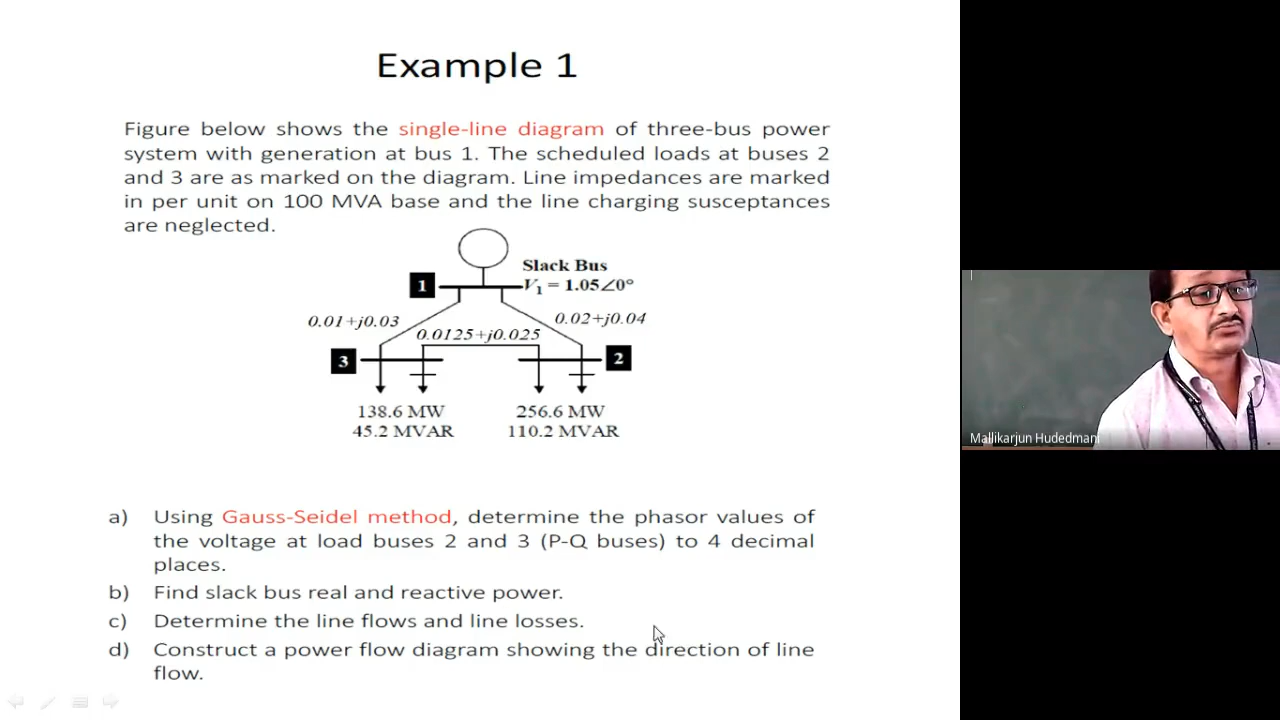 Example 1
Figure below shows the single-line diagram of three-bus power
system with generation at bus 1. The scheduled loads at buses 2
and 3 are as marked on the diagram. Line impedances are marked
in per unit on 100 MVA base and the line charging susceptances
are neglected.
Slack Bus
1
V1 = 1.05∠0°
0.01+j0.03
0.02+j0.04
0.0125+j0.025
3
2
138.6 MW
45.2 MVAR
256.6 MW
110.2 MVAR
a) Using Gauss-Seidel method, determine the phasor values of
the voltage at load buses 2 and 3 (P-Q buses) to 4 decimal
places.
b) Find slack bus real and reactive power.
c) Determine the line flows and line losses.
d) Construct a power flow diagram showing the direction of line
flow.
Mallikarjun Hudedmani